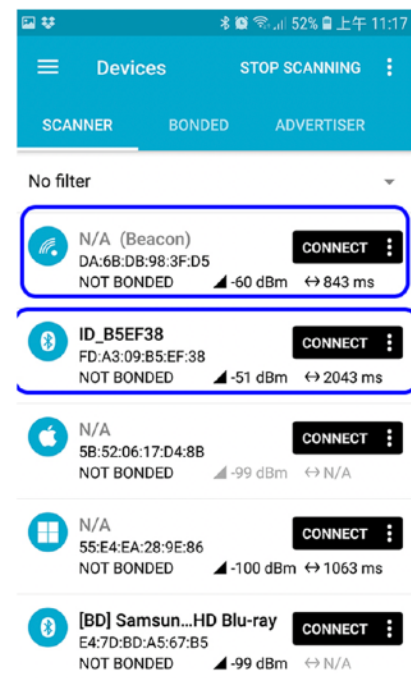 52% 上午 11:17
Devices STOP SCANNING
SCANNER BONDED ADVERTISER
No filter
N/A (Beacon)
DA:6B:DB:98:3F:D5
CONNECT
NOT BONDED -60 dBm 843 ms
ID_B5EF38
FD:A3:09:B5:EF:38
CONNECT
NOT BONDED -51 dBm 2043 ms
N/A
5B:52:06:17:D4:8B
CONNECT
NOT BONDED -99 dBm N/A
N/A
55:E4:EA:28:9E:86
CONNECT
NOT BONDED -100 dBm 1063 ms
[BD] Samsun...HD Blu-ray
E4:7D:BD:A5:67:B5
CONNECT
NOT BONDED -99 dBm N/A